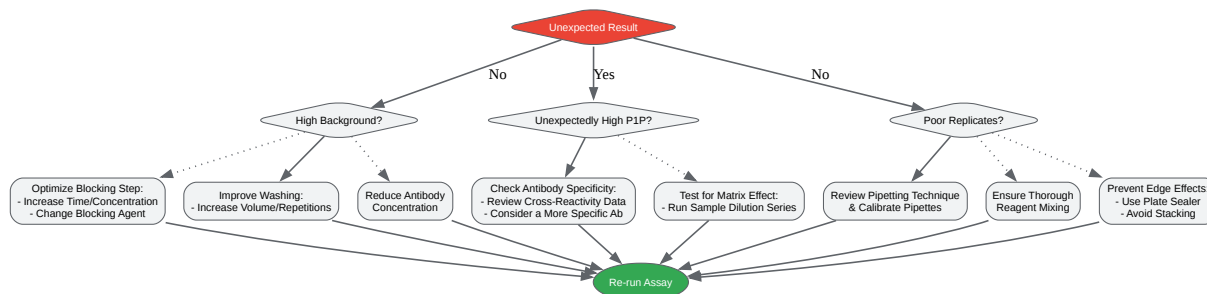 Unexpected Result
No
Yes
No
High Background?
Unexpectedly High P1P?
Poor Replicates?
Optimize Blocking Step:
- Increase Time/Concentration
- Change Blocking Agent
Improve Washing:
- Increase Volume/Repetitions
Reduce Antibody
Concentration
Check Antibody Specificity:
- Review Cross-Reactivity Data
- Consider a More Specific Ab
Test for Matrix Effect:
- Run Sample Dilution Series
Review Pipetting Technique
& Calibrate Pipettes
Ensure Thorough
Reagent Mixing
Prevent Edge Effects:
- Use Plate Sealer
- Avoid Stacking
Re-run Assay